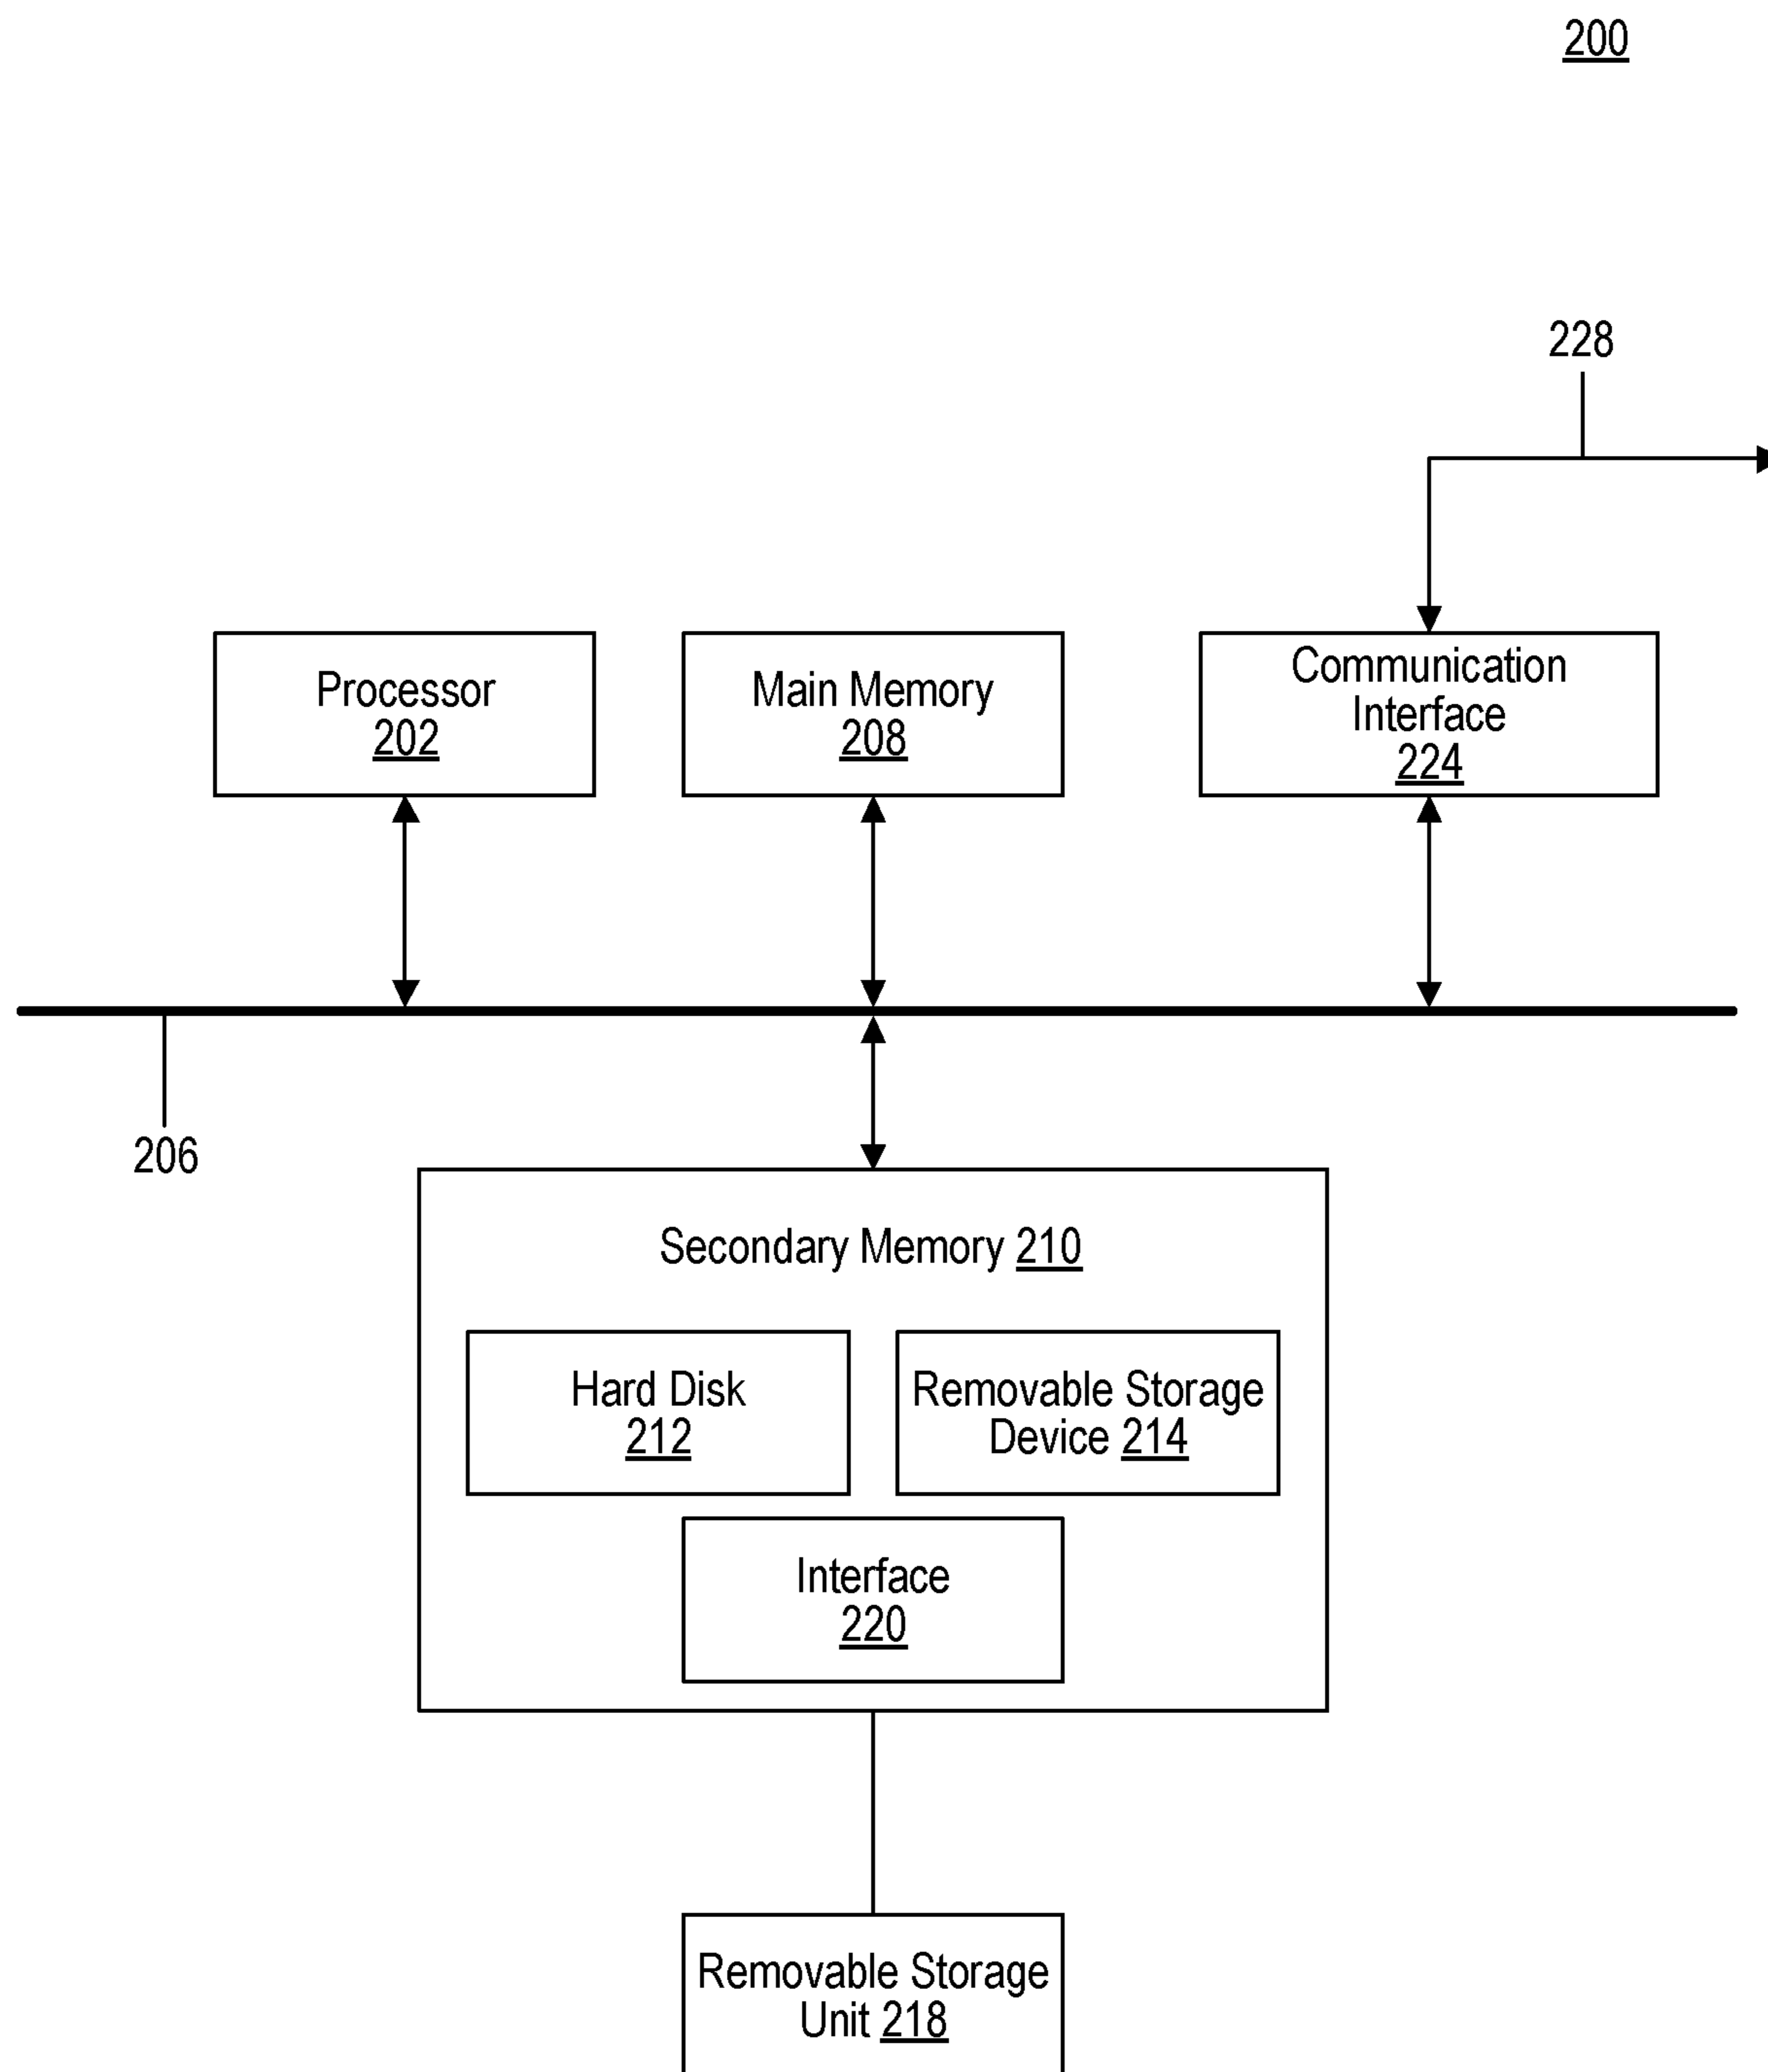 200
228
Processor
202
Main Memory
208
Communication
Interface
224
206
Secondary Memory 210
Hard Disk
212
Removable Storage
Device 214
Interface
220
Removable Storage
Unit 218